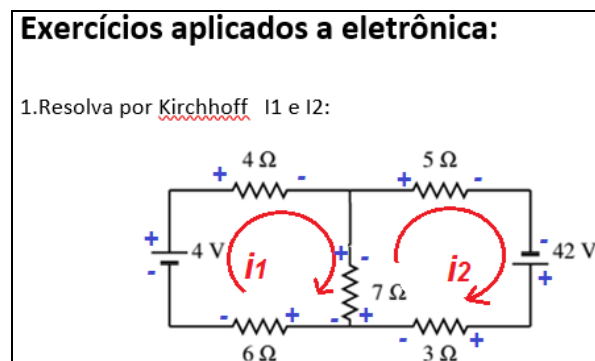 Exercícios aplicados a eletrônica:
1.Resolva por Kirchhoff I1 e I2:
4 Ω 5 Ω
+ - + -
+ 4 V - i1 + - i2 - 42 V +
7 Ω
- + - + - +
6 Ω 3 Ω